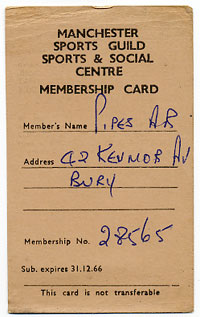 MANCHESTER
SPORTS GUILD
SPORTS & SOCIAL
CENTRE
MEMBERSHIP CARD
Member's Name PIPES A R
Address 42 KENMOR AV
BURY
Membership No. 28565
Sub. expires 31.12.66
This card is not transferable